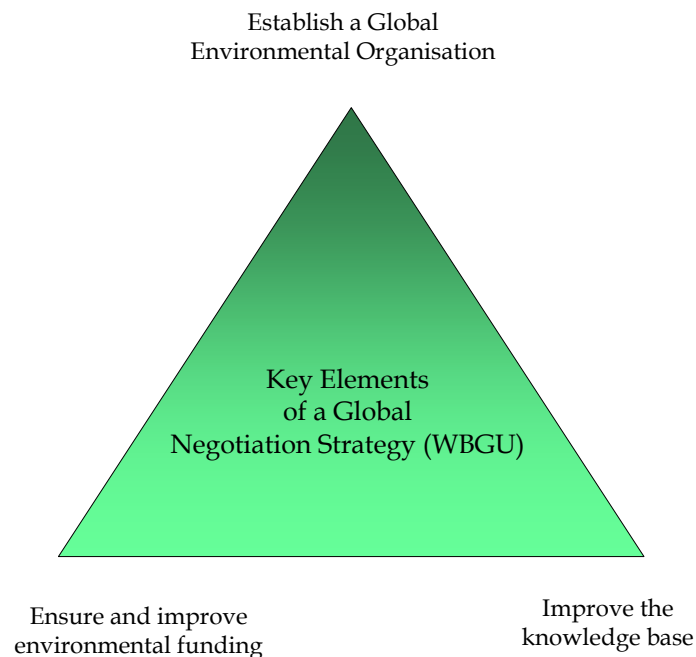 Establish a Global
Environmental Organisation
Key Elements
of a Global
Negotiation Strategy (WBGU)
Ensure and improve
environmental funding
Improve the
knowledge base